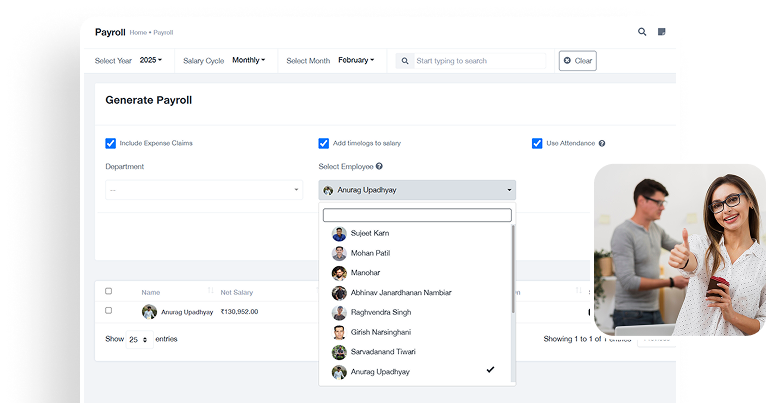 Payroll Home • Payroll
Select Year 2025 Salary Cycle Monthly Select Month February Start typing to search Clear
Generate Payroll
Include Expense Claims Add timelogs to salary Use Attendance
Department Select Employee
-- Anurag Upadhyay
Sujeet Karn
Mohan Patil
Manohar
Abhinav Janardhanan Nambiar
Raghvendra Singh
Girish Narsinghani
Sarvadanand Tiwari
Anurag Upadhyay
Name Net Salary
Anurag Upadhyay ₹130,952.00
Show 25 entries Showing 1 to 1 of 1 entries